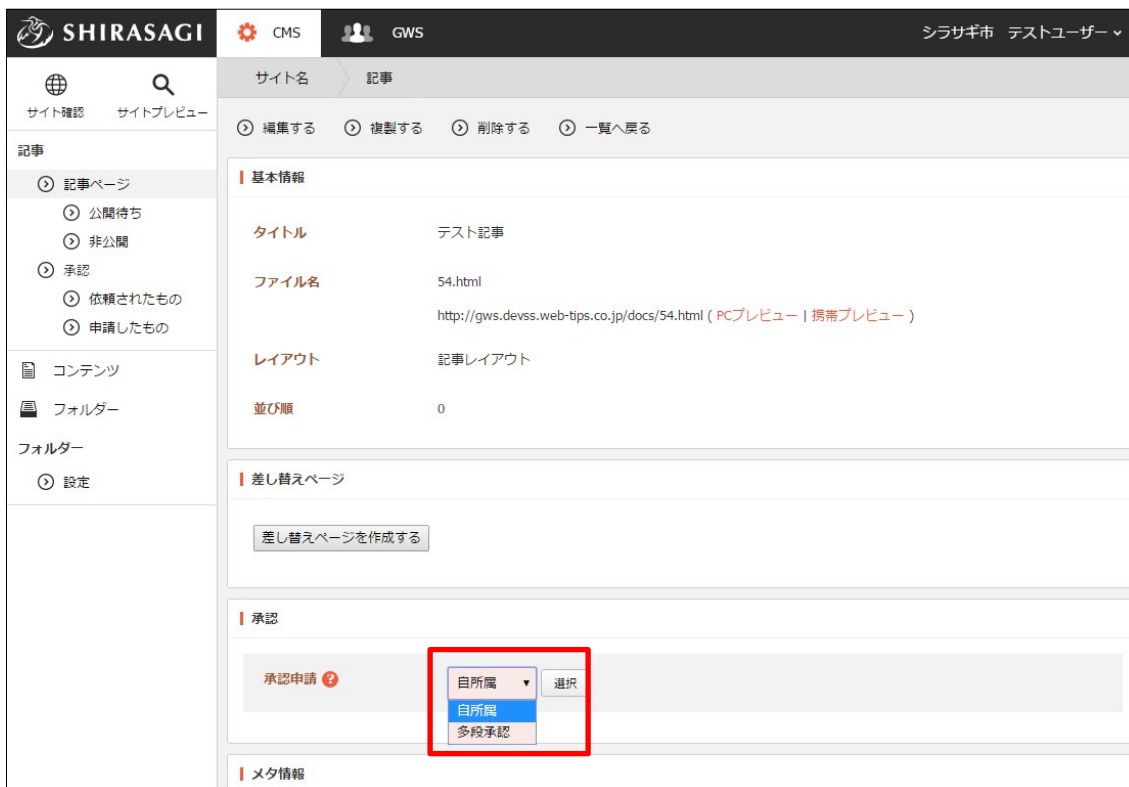 SHIRASAGI CMS GWS シラサギ市 テストユーザー
サイト確認 サイトプレビュー
サイト名 記事
編集する 複製する 削除する 一覧へ戻る
記事
記事ページ
公開待ち
非公開
承認
依頼されたもの
申請したもの
コンテンツ
フォルダー
フォルダー
設定
基本情報
タイトル テスト記事
ファイル名 54.html
http://gws.devss.web-tips.co.jp/docs/54.html ( PCプレビュー | 携帯プレビュー )
レイアウト 記事レイアウト
並び順 0
差し替えページ
差し替えページを作成する
承認
承認申請 ? 自所属 ▼ 選択
自所属
多段承認
メタ情報